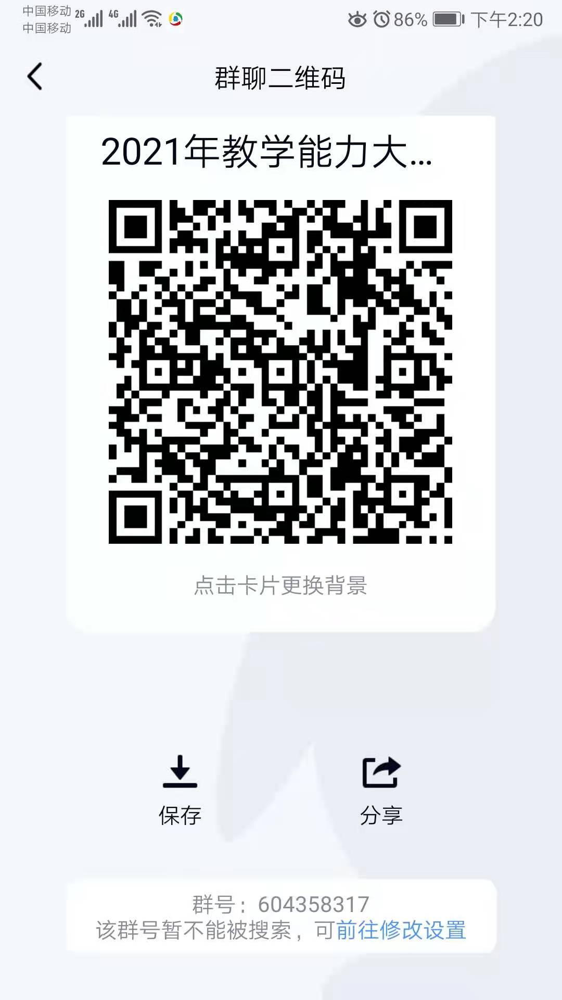 中国移动 2G 4G
中国移动
86% 下午2:20
群聊二维码
2021年教学能力大...
点击卡片更换背景
保存
分享
群号：604358317
该群号暂不能被搜索，可前往修改设置